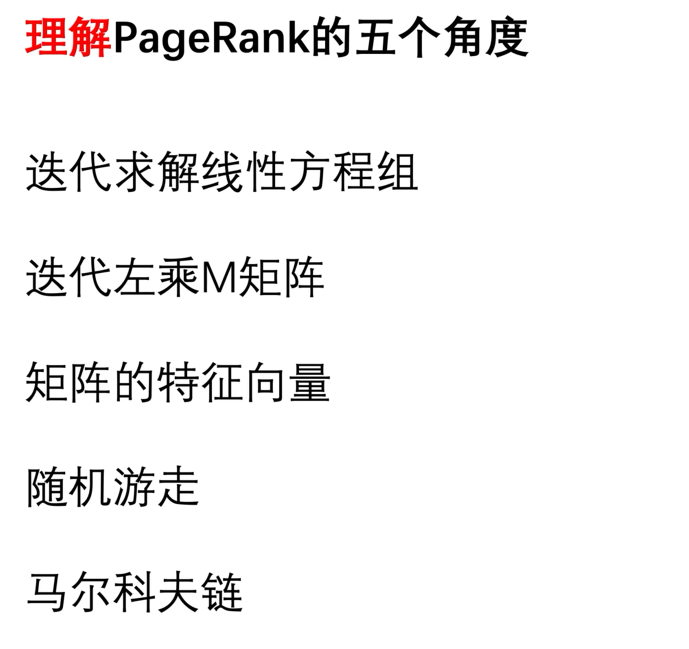 理解PageRank的五个角度
迭代求解线性方程组
迭代左乘M矩阵
矩阵的特征向量
随机游走
马尔科夫链